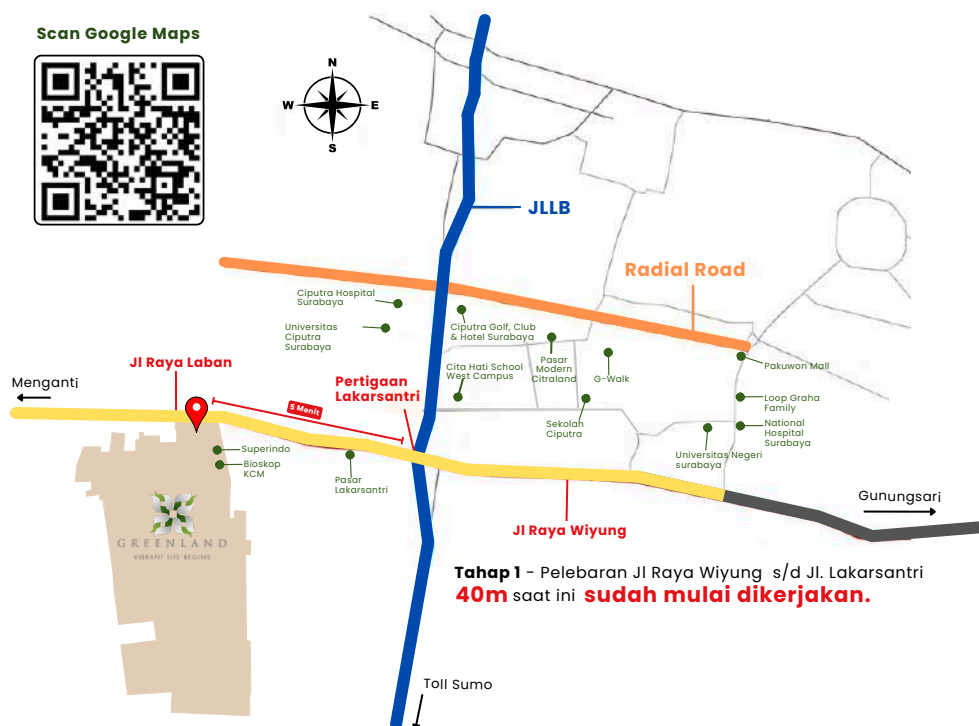 Scan Google Maps
N
W E
S
JLLB
Radial Road
Ciputra Hospital
Surabaya
Universitas
Ciputra
Surabaya
Ciputra Golf, Club
& Hotel Surabaya
Pasar
Modern
Citraland
G-Walk
Pakuwon Mall
Cita Hati School
West Campus
Sekolan
Ciputra
Loop Graha
Family
National
Hospital
Surabaya
Universitas Negeri
surabaya
Jl Raya Laban
Menganti
Pertigaan
Lakarsantri
5 Menit
Superindo
Bioskop
KCM
Pasar
Lakarsantri
Jl Raya Wiyung
Gunungsari
GREENLAND
VIBRANT LIFE BEGINS
Tahap 1 - Pelebaran Jl Raya Wiyung s/d Jl. Lakarsantri
40m saat ini sudah mulai dikerjakan.
Toll Sumo